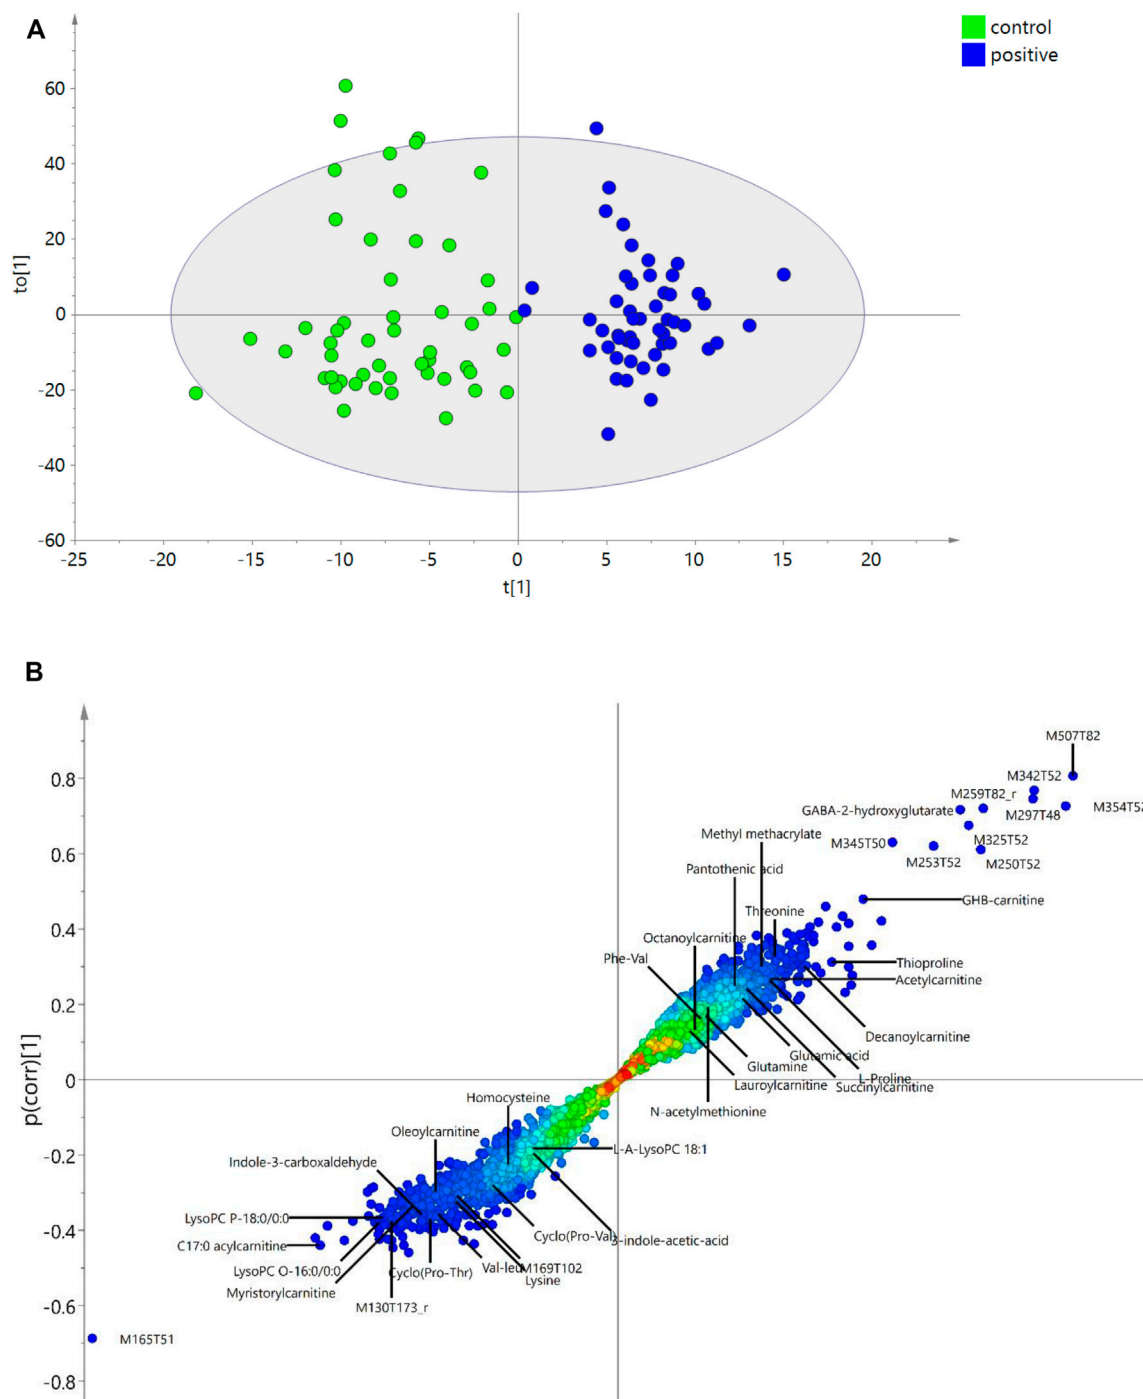 A
control
positive
60
40
20
0
-20
-40
-60
to[1]
-25
-20
-15
-10
-5
0
5
10
15
20
t[1]
B
M507T82
M342T52
M259T82_r
M354T52
GABA-2-hydroxyglutarate
M297T48
Methyl methacrylate
M325T52
M345T50
M253T52
M250T52
Pantothenic acid
GHB-carnitine
Threonine
Octanoylcarnitine
Phe-Val
Thioproline
Acetylcarnitine
Decanoylcarnitine
Glutamic acid
Glutamine
L-Proline
Lauroylcarnitine
Succinylcarnitine
N-acetylmethionine
Homocysteine
Oleoylcarnitine
L-A-LysoPC 18:1
Indole-3-carboxaldehyde
LysoPC P-18:0/0:0
Cyclo(Pro-Val)
3-indole-acetic-acid
C17:0 acylcarnitine
LysoPC O-16:0/0:0
Cyclo(Pro-Thr)
Val-leu
M169T102
Lysine
Myristorylcarnitine
M130T173_r
M165T51
0.8
0.6
0.4
0.2
0
-0.2
-0.4
-0.6
-0.8
p(corr)[1]